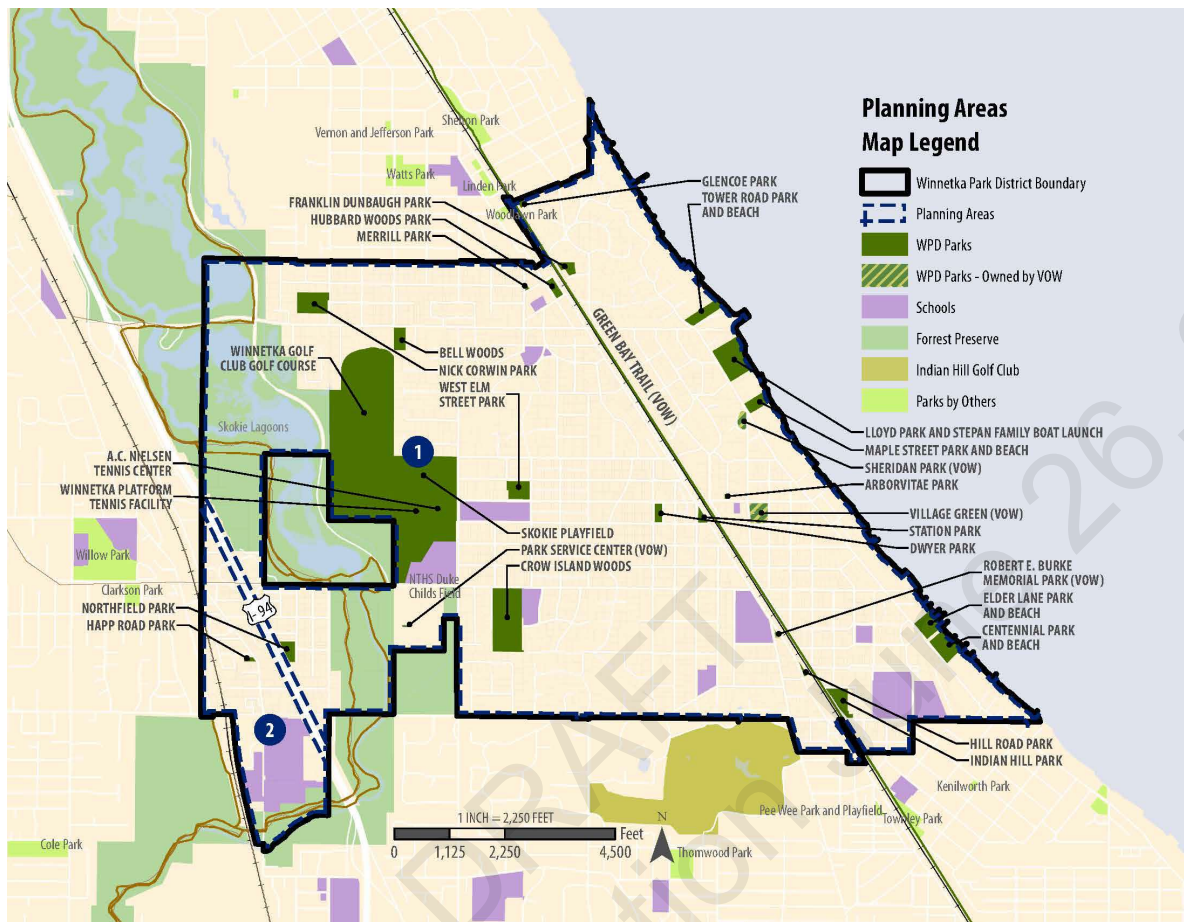 Planning Areas
Map Legend
Winnetka Park District Boundary
Planning Areas
WPD Parks
WPD Parks - Owned by VOW
Schools
Forrest Preserve
Indian Hill Golf Club
Parks by Others
Shelton Park
Vernon and Jefferson Park
Watts Park
Linden Park
Woodlawn Park
GLENCOE PARK
TOWER ROAD PARK
AND BEACH
FRANKLIN DUNBAUGH PARK
HUBBARD WOODS PARK
MERRILL PARK
GREEN BAY TRAIL (VOW)
BELL WOODS
NICK CORWIN PARK
WEST ELM
STREET PARK
WINNETKA GOLF
CLUB GOLF COURSE
Skokie Lagoons
1
A.C. NIELSEN
TENNIS CENTER
WINNETKA PLATFORM
TENNIS FACILITY
LLOYD PARK AND STEPAN FAMILY BOAT LAUNCH
MAPLE STREET PARK AND BEACH
SHERIDAN PARK (VOW)
ARBORVITAE PARK
VILLAGE GREEN (VOW)
STATION PARK
DWYER PARK
SKOKIE PLAYFIELD
PARK SERVICE CENTER (VOW)
CROW ISLAND WOODS
NTHS Duke
Childs Field
Willow Park
Clarkson Park
I-94
NORTHFIELD PARK
HAPP ROAD PARK
ROBERT E. BURKE
MEMORIAL PARK (VOW)
ELDER LANE PARK
AND BEACH
CENTENNIAL PARK
AND BEACH
2
HILL ROAD PARK
INDIAN HILL PARK
Kenilworth Park
Pee Wee Park and Playfield
Townley Park
Thornwood Park
Cole Park
1 INCH = 2,250 FEET
Feet
0 1,125 2,250 4,500
N
DRAFT
tion June 26,